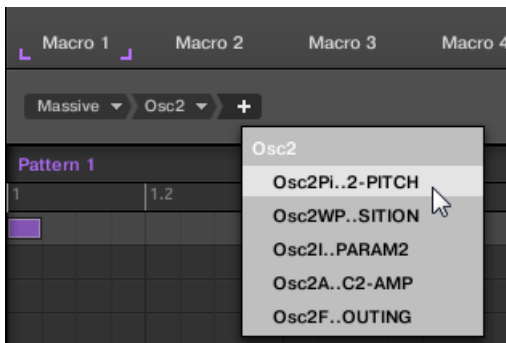 Macro 1 Macro 2 Macro 3 Macro 4
Massive Osc2 +
Osc2
Pattern 1
Osc2Pi..2-PITCH
1 1.2
Osc2WP..SITION
Osc2I..PARAM2
Osc2A..C2-AMP
Osc2F..OUTING